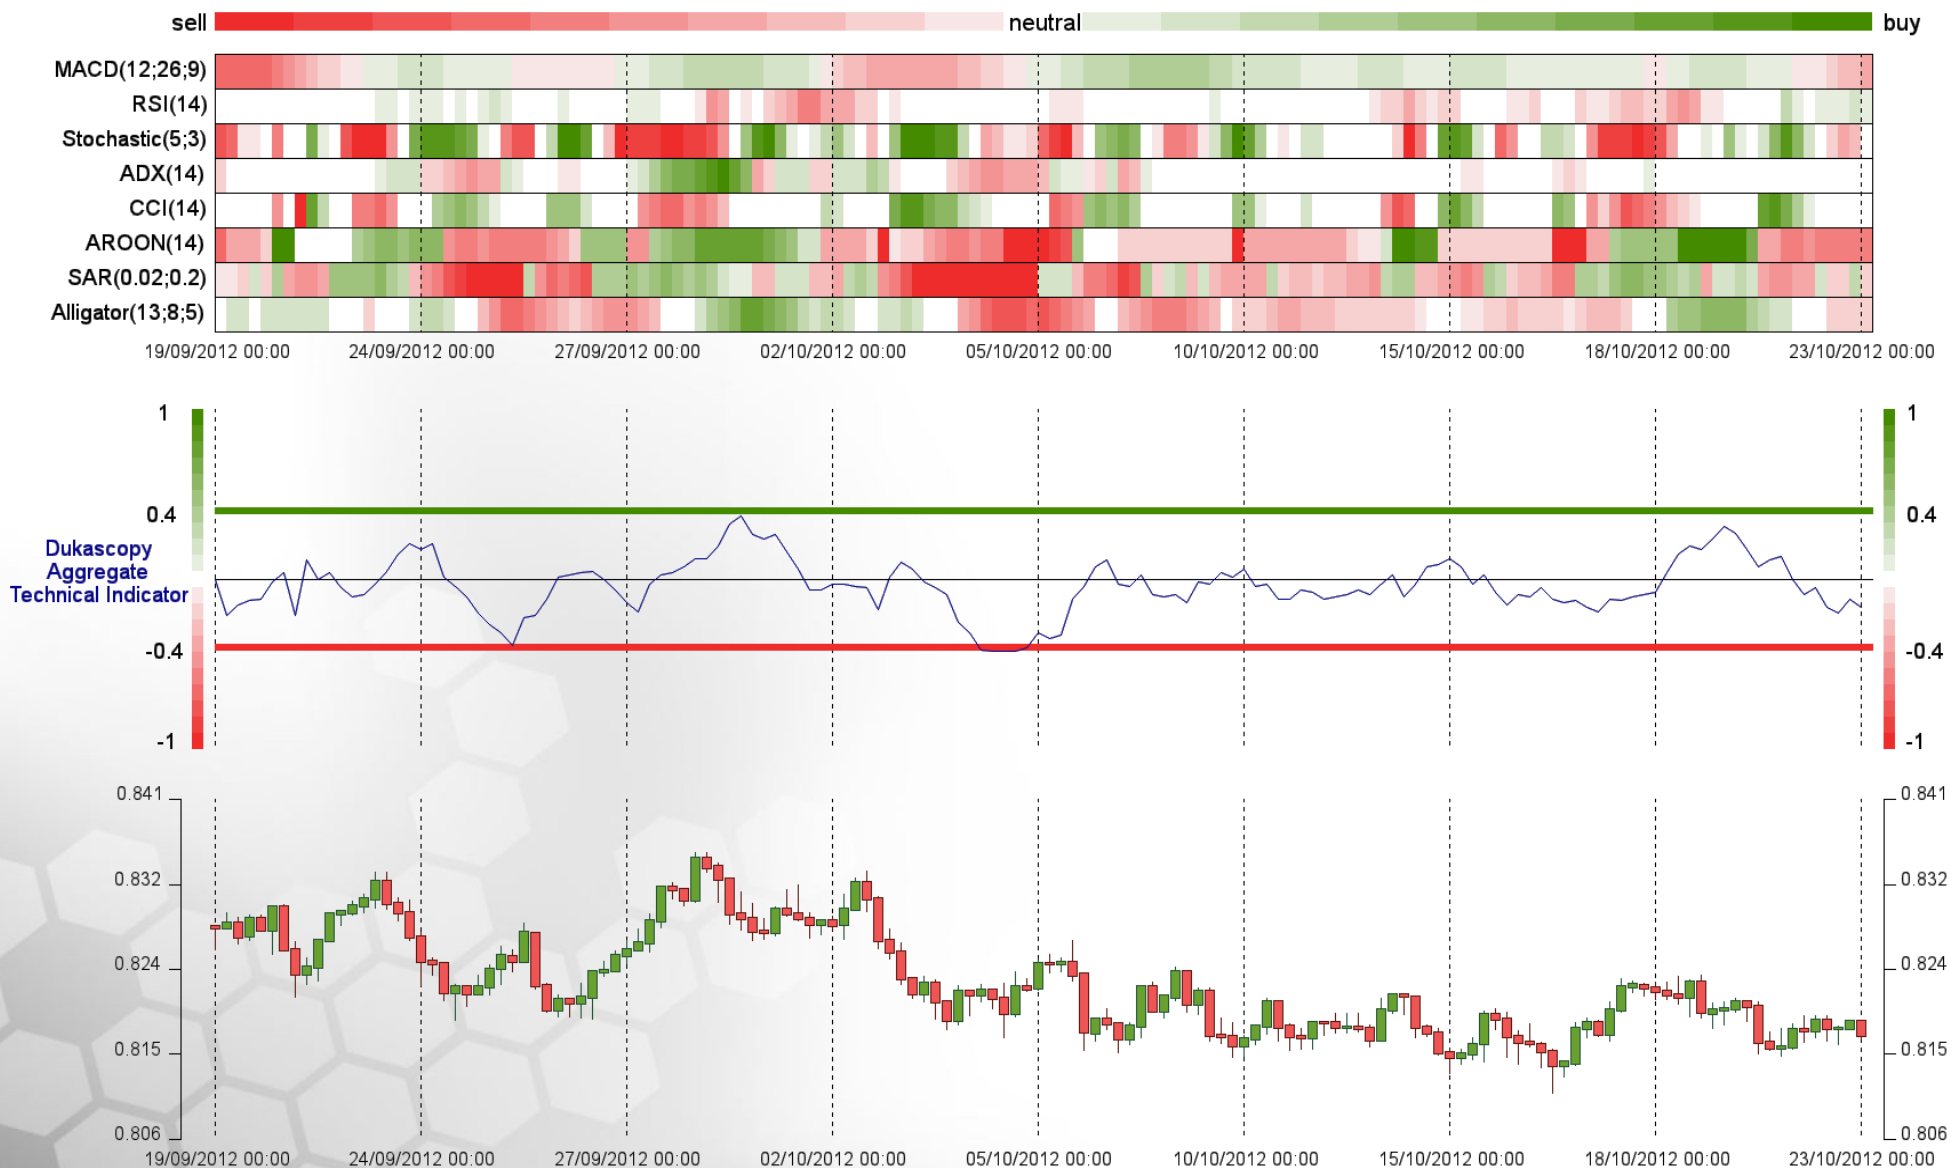 sell neutral buy
MACD(12;26;9)
RSI(14)
Stochastic(5;3)
ADX(14)
CCI(14)
AROON(14)
SAR(0.02;0.2)
Alligator(13;8;5)
19/09/2012 00:00 24/09/2012 00:00 27/09/2012 00:00 02/10/2012 00:00 05/10/2012 00:00 10/10/2012 00:00 15/10/2012 00:00 18/10/2012 00:00 23/10/2012 00:00
1 1
0.4 0.4
Dukascopy
Aggregate
Technical Indicator
-0.4 -0.4
-1 -1
0.841 0.841
0.832 0.832
0.824 0.824
0.815 0.815
0.806 0.806
19/09/2012 00:00 24/09/2012 00:00 27/09/2012 00:00 02/10/2012 00:00 05/10/2012 00:00 10/10/2012 00:00 15/10/2012 00:00 18/10/2012 00:00 23/10/2012 00:00